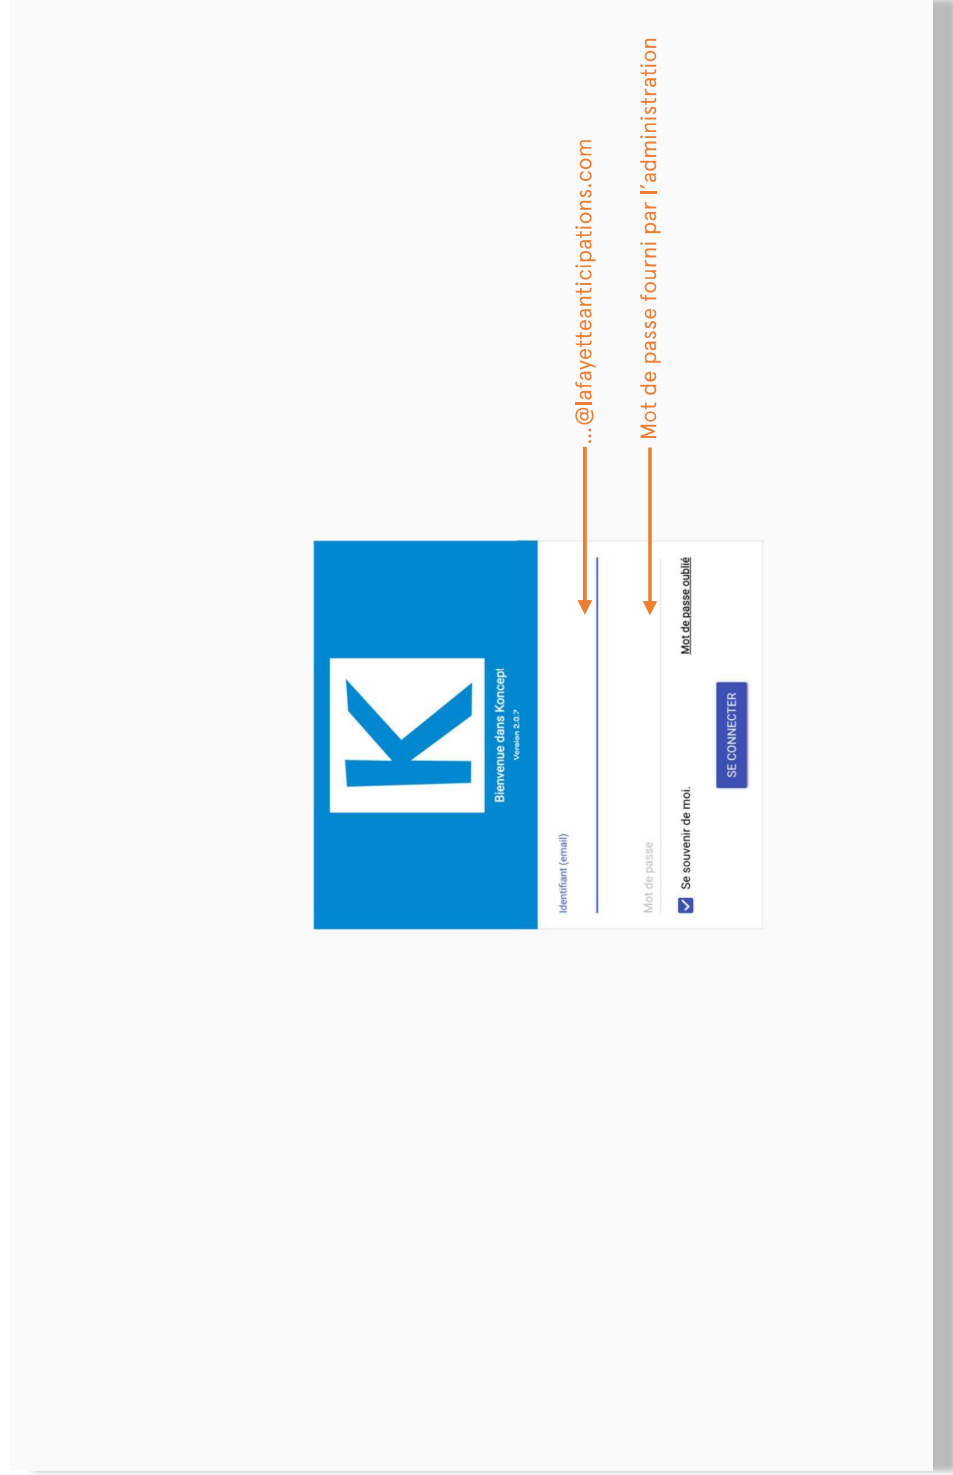 K
Bienvenue dans Koncept
Version 2.0.7
Identifiant (email)
...@lafayetteanticipations.com
Mot de passe
Mot de passe fourni par l'administration
Se souvenir de moi.
Mot de passe oublié
SE CONNECTER